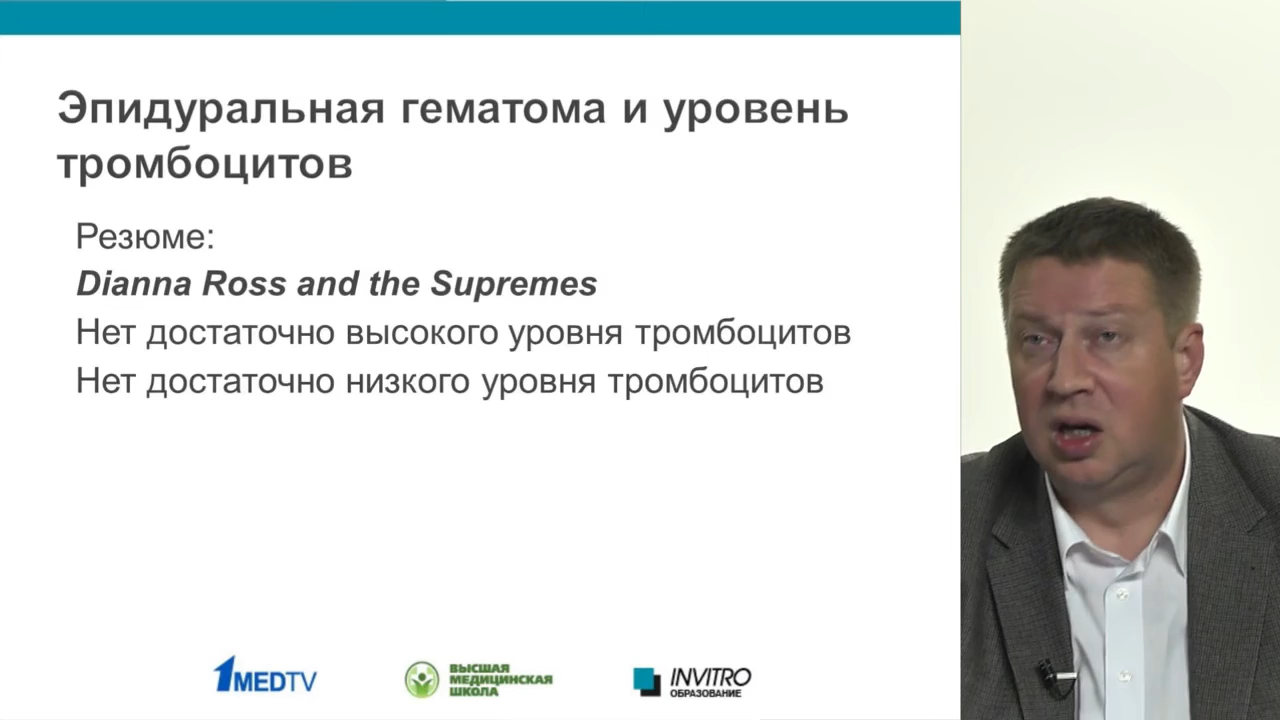 Эпидуральная гематома и уровень
тромбоцитов
Резюме:
Dianna Ross and the Supremes
Нет достаточно высокого уровня тромбоцитов
Нет достаточно низкого уровня тромбоцитов
1MEDTV
ВЫСШАЯ
МЕДИЦИНСКАЯ
ШКОЛА
INVITRO
ОБРАЗОВАНИЕ